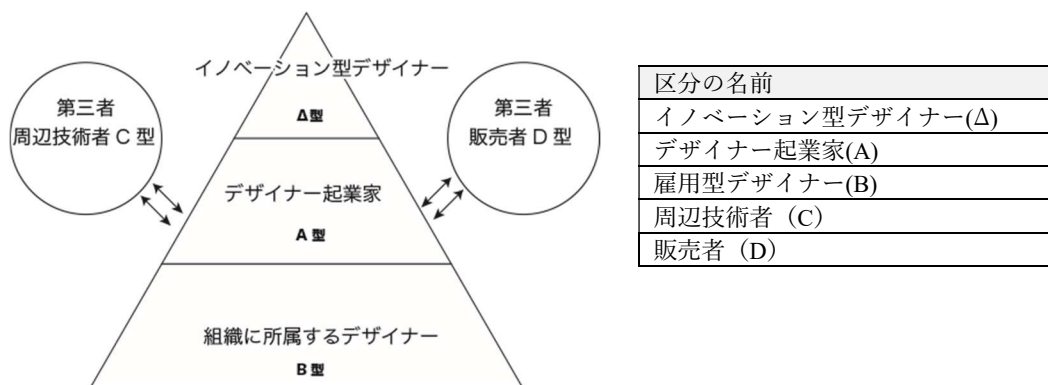 イノベーション型デザイナー
Δ型
第三者
周辺技術者 C 型
第三者
販売者 D 型
デザイナー起業家
A 型
組織に所属するデザイナー
B 型
区分の名前
イノベーション型デザイナー(Δ)
デザイナー起業家(A)
雇用型デザイナー(B)
周辺技術者（C）
販売者（D）